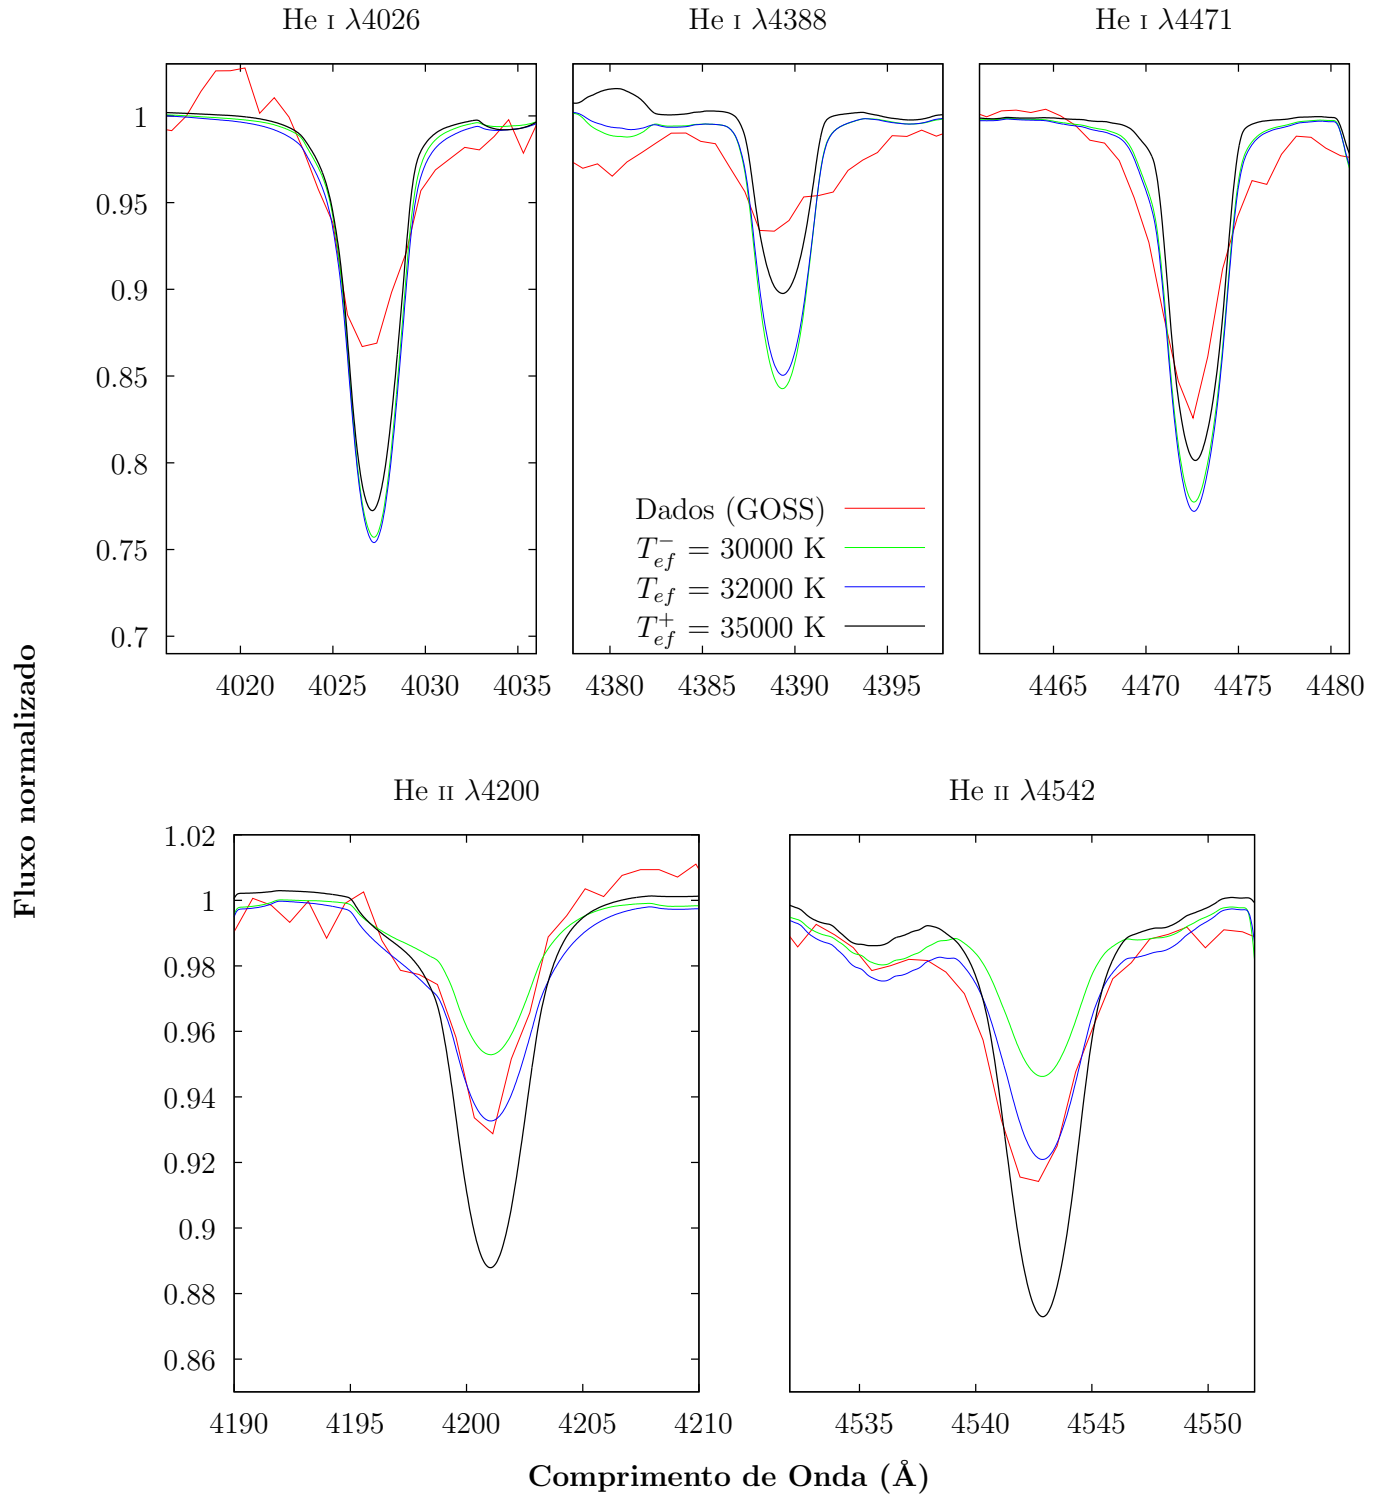 He I λ4026
He I λ4388
He I λ4471
1
0.95
0.9
0.85
0.8
0.75
0.7
Dados (GOSS)
T⁻ef = 30000 K
Tef = 32000 K
T⁺ef = 35000 K
4020 4025 4030 4035
4380 4385 4390 4395
4465 4470 4475 4480
Fluxo normalizado
He II λ4200
He II λ4542
1.02
1
0.98
0.96
0.94
0.92
0.9
0.88
0.86
4190 4195 4200 4205 4210
4535 4540 4545 4550
Comprimento de Onda (Å)